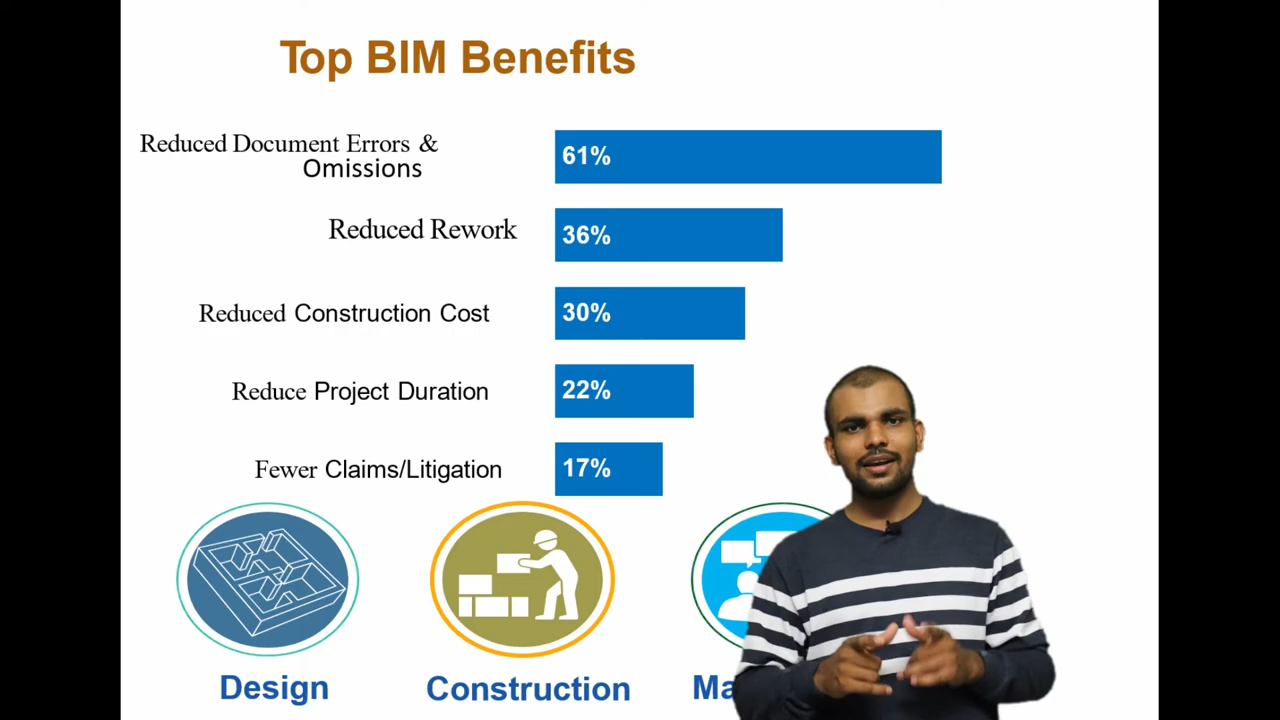 Top BIM Benefits
Reduced Document Errors &
Omissions
61%
Reduced Rework
36%
Reduced Construction Cost
30%
Reduce Project Duration
22%
Fewer Claims/Litigation
17%
Design
Construction